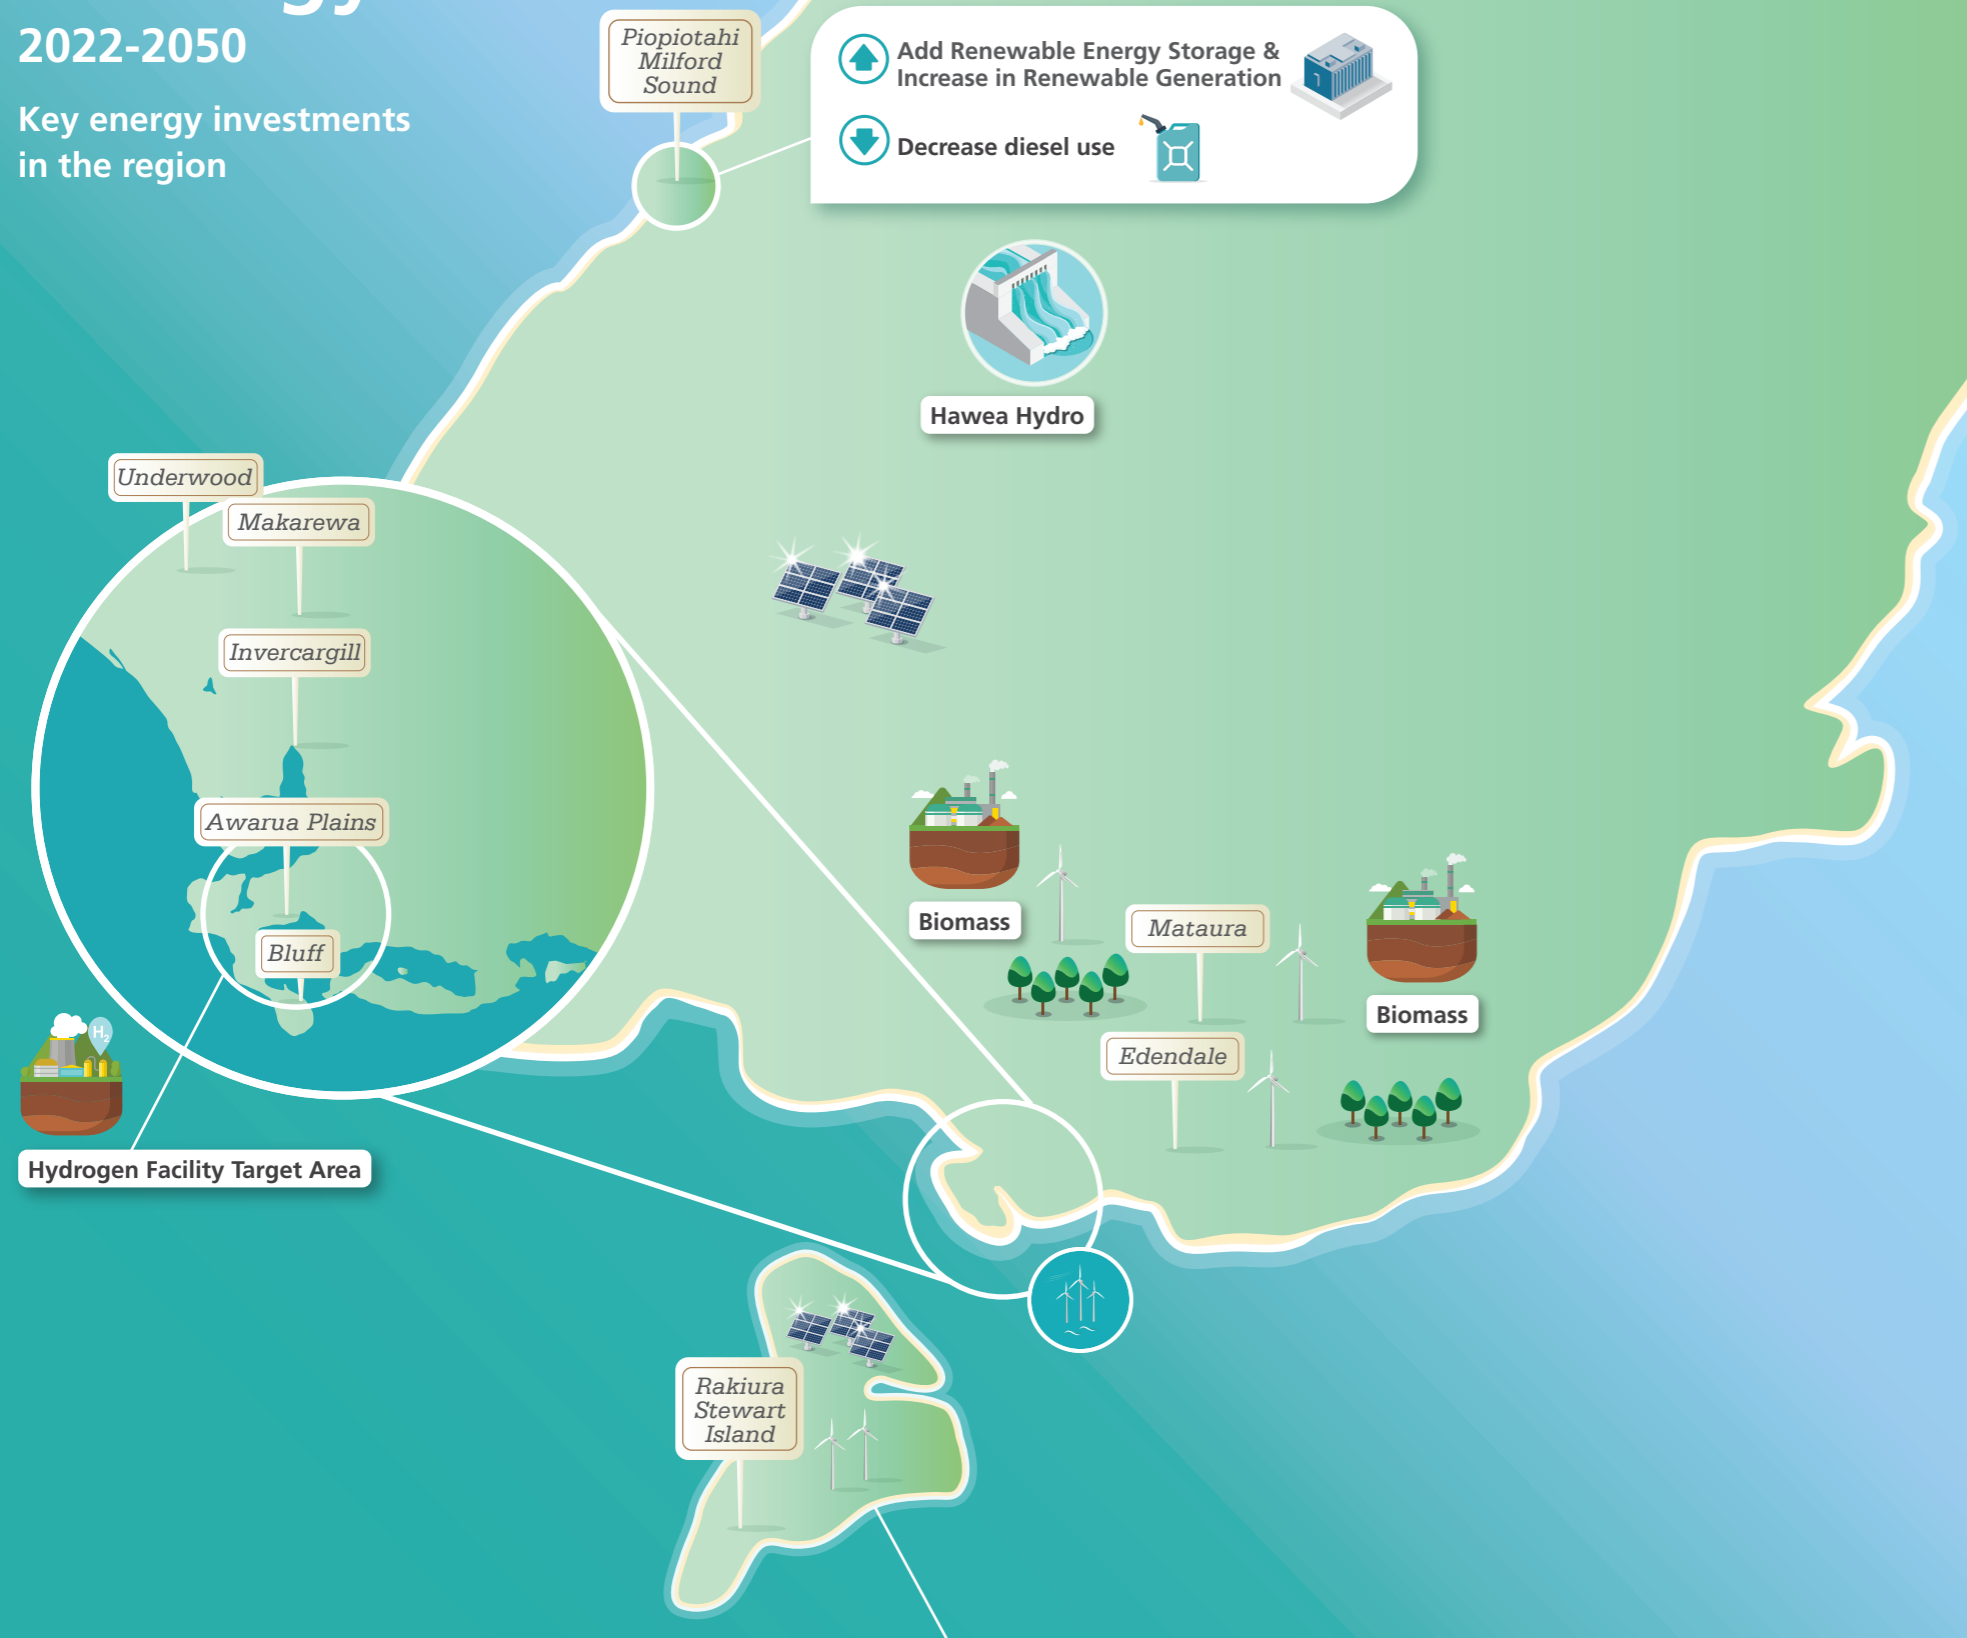 2022-2050
Key energy investments
in the region
Piopiotahi
Milford
Sound
Add Renewable Energy Storage &
Increase in Renewable Generation
Decrease diesel use
Hawea Hydro
Underwood
Makarewa
Invercargill
Awarua Plains
Bluff
H2
Hydrogen Facility Target Area
Biomass
Mataura
Biomass
Edendale
Rakiura
Stewart
Island